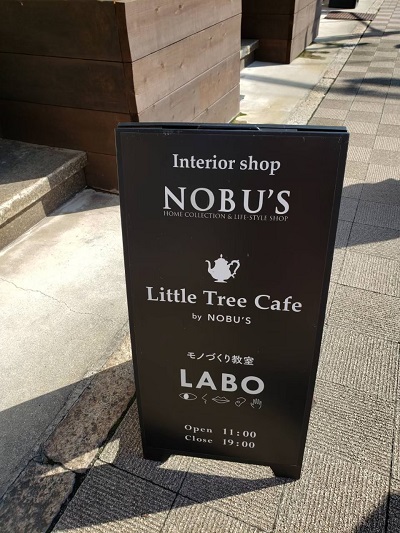 Interior shop
NOBU'S
HOME COLLECTION & LIFE-STYLE SHOP
Little Tree Cafe
by NOBU'S
モノづくり教室
LABO
Open 11:00
Close 19:00